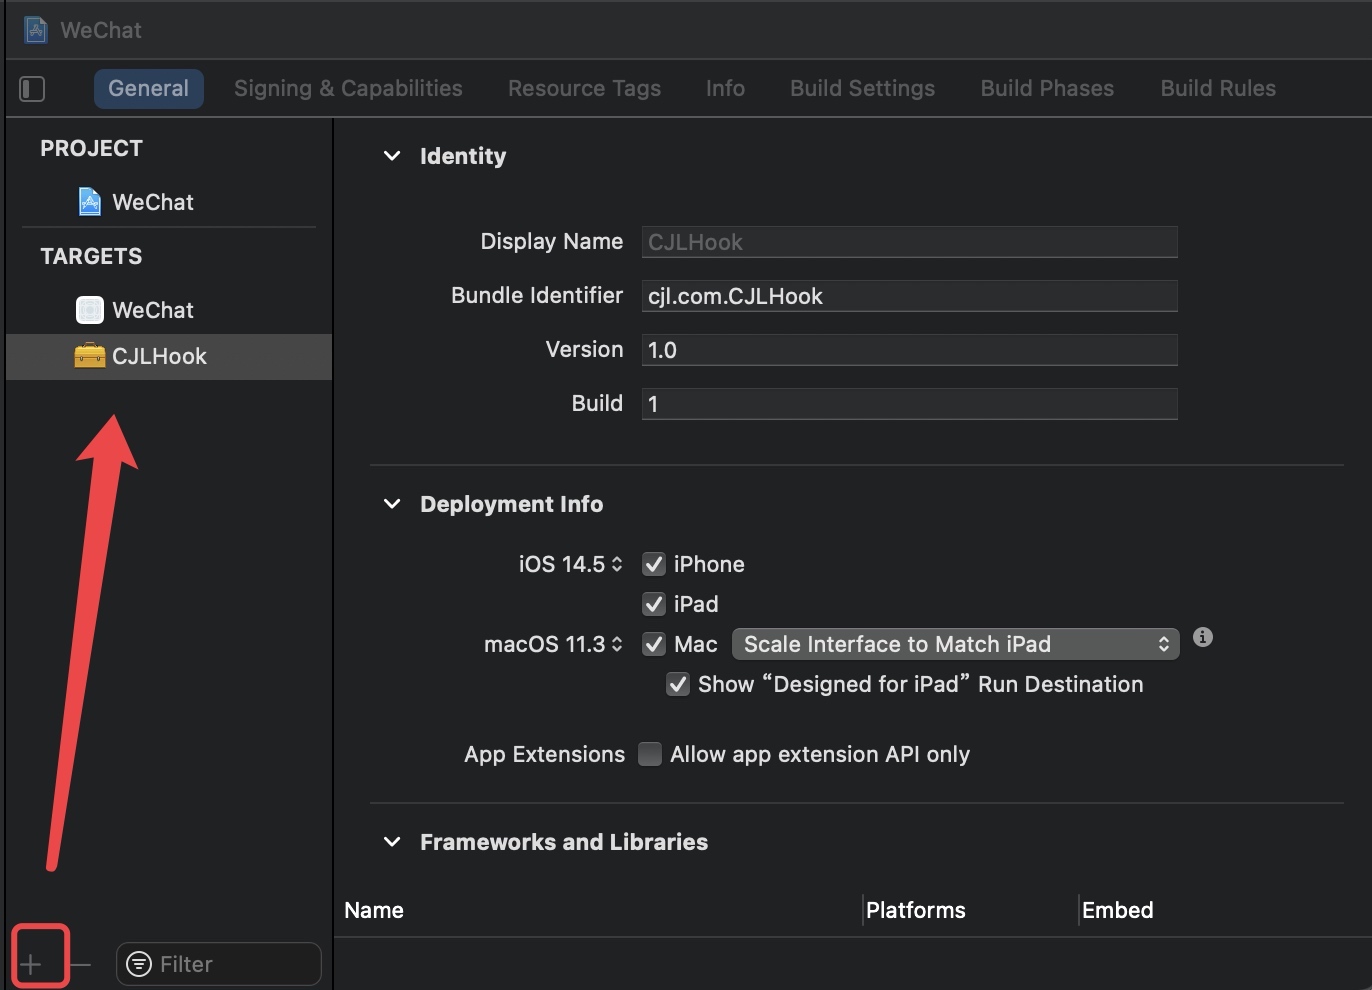 WeChat
General Signing & Capabilities Resource Tags Info Build Settings Build Phases Build Rules
PROJECT
WeChat
TARGETS
WeChat
CJLHook
Filter
Identity
Display Name CJLHook
Bundle Identifier cjl.com.CJLHook
Version 1.0
Build 1
Deployment Info
iOS 14.5 iPhone
iPad
macOS 11.3 Mac Scale Interface to Match iPad
Show “Designed for iPad” Run Destination
App Extensions Allow app extension API only
Frameworks and Libraries
Name Platforms Embed